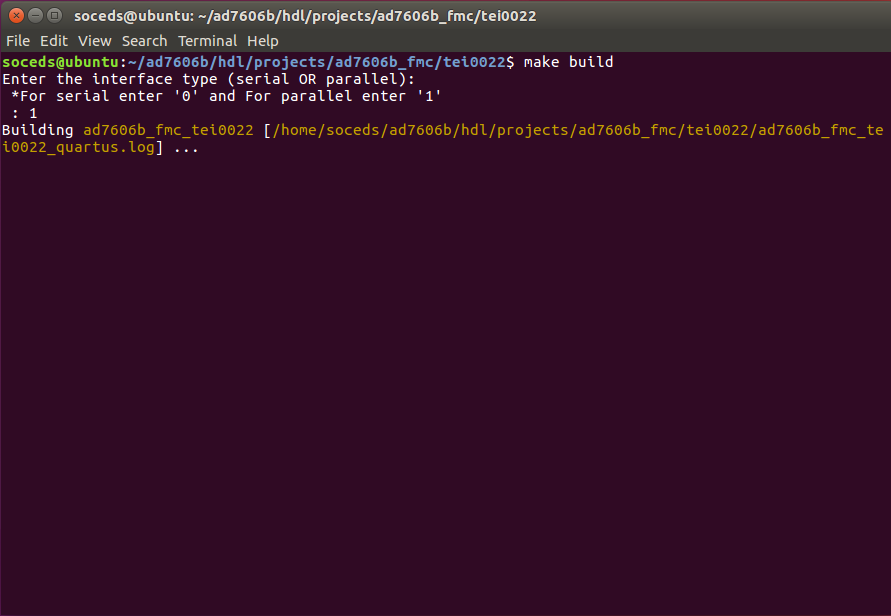 soceds@ubuntu: ~/ad7606b/hdl/projects/ad7606b_fmc/tei0022
File Edit View Search Terminal Help
soceds@ubuntu:~/ad7606b/hdl/projects/ad7606b_fmc/tei0022$ make build
Enter the interface type (serial OR parallel):
 *For serial enter '0' and For parallel enter '1'
 : 1
Building ad7606b_fmc_tei0022 [/home/soceds/ad7606b/hdl/projects/ad7606b_fmc/tei0022/ad7606b_fmc_te
i0022_quartus.log] ...